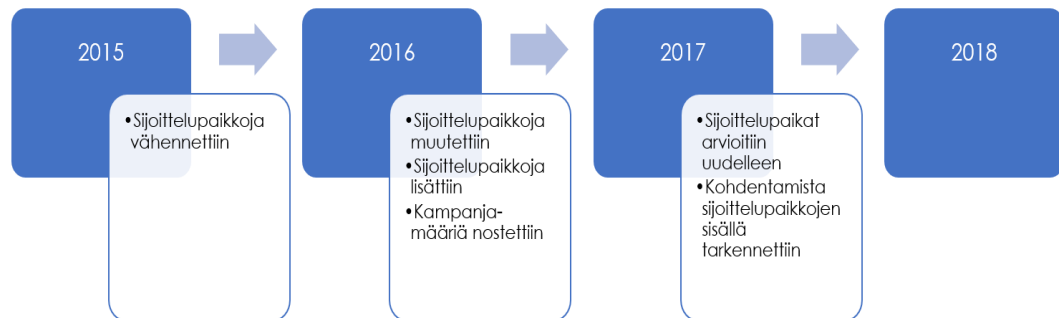 2015
•Sijoittelupaikkoja
vähennettiin
2016
•Sijoittelupaikkoja
muutettiin
•Sijoittelupaikkoja
lisättiin
•Kampanja-
määriä nostettiin
2017
•Sijoittelupaikat
arvioitiin
uudelleen
•Kohdentamista
sijoittelupaikkojen
sisällä
tarkennettiin
2018